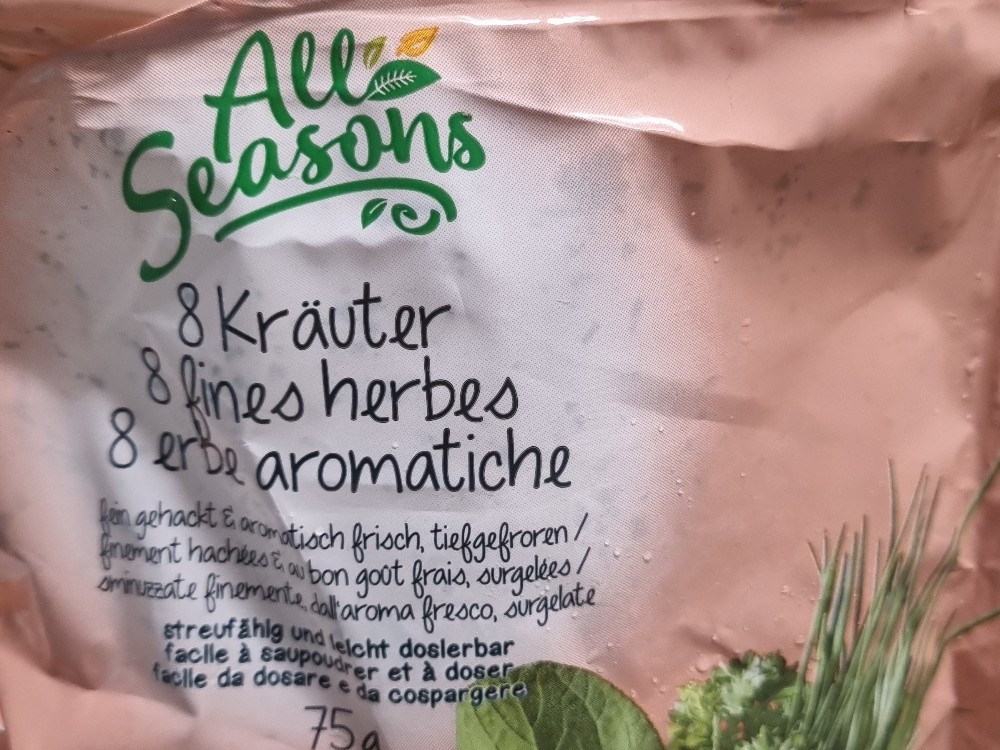 All
Seasons
8 Kräuter
8 fines herbes
8 erbe aromatiche
fein gehackt & aromatisch frisch, tiefgefroren /
finement hachées & au bon goût frais, surgelées /
sminuzzate finemente, dall'aroma fresco, surgelate
streufähig und leicht dosierbar
facile à saupoudrer et à doser
facile da dosare e da cospargere
75g